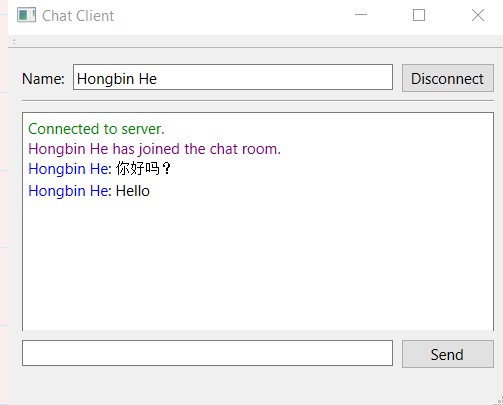 Chat Client
Name: Hongbin He Disconnect
Connected to server.
Hongbin He has joined the chat room.
Hongbin He: 你好吗？
Hongbin He: Hello
Send